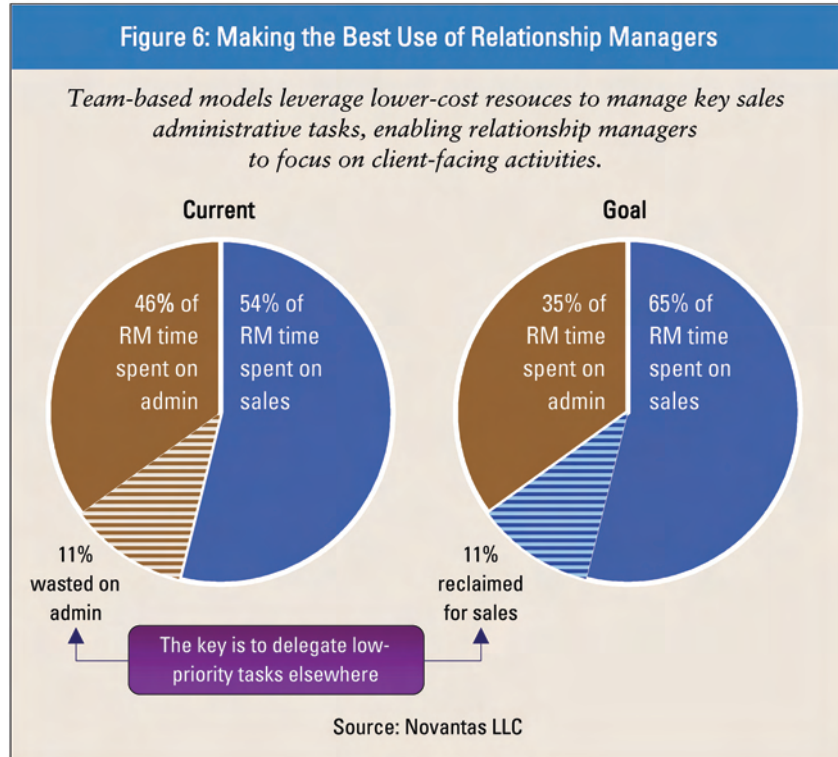 Figure 6: Making the Best Use of Relationship Managers
Team-based models leverage lower-cost resouces to manage key sales
administrative tasks, enabling relationship managers
to focus on client-facing activities.
Current
46% of
RM time
spent on
admin
54% of
RM time
spent on
sales
11%
wasted on
admin
Goal
35% of
RM time
spent on
admin
65% of
RM time
spent on
sales
11%
reclaimed
for sales
The key is to delegate low-
priority tasks elsewhere
Source: Novantas LLC